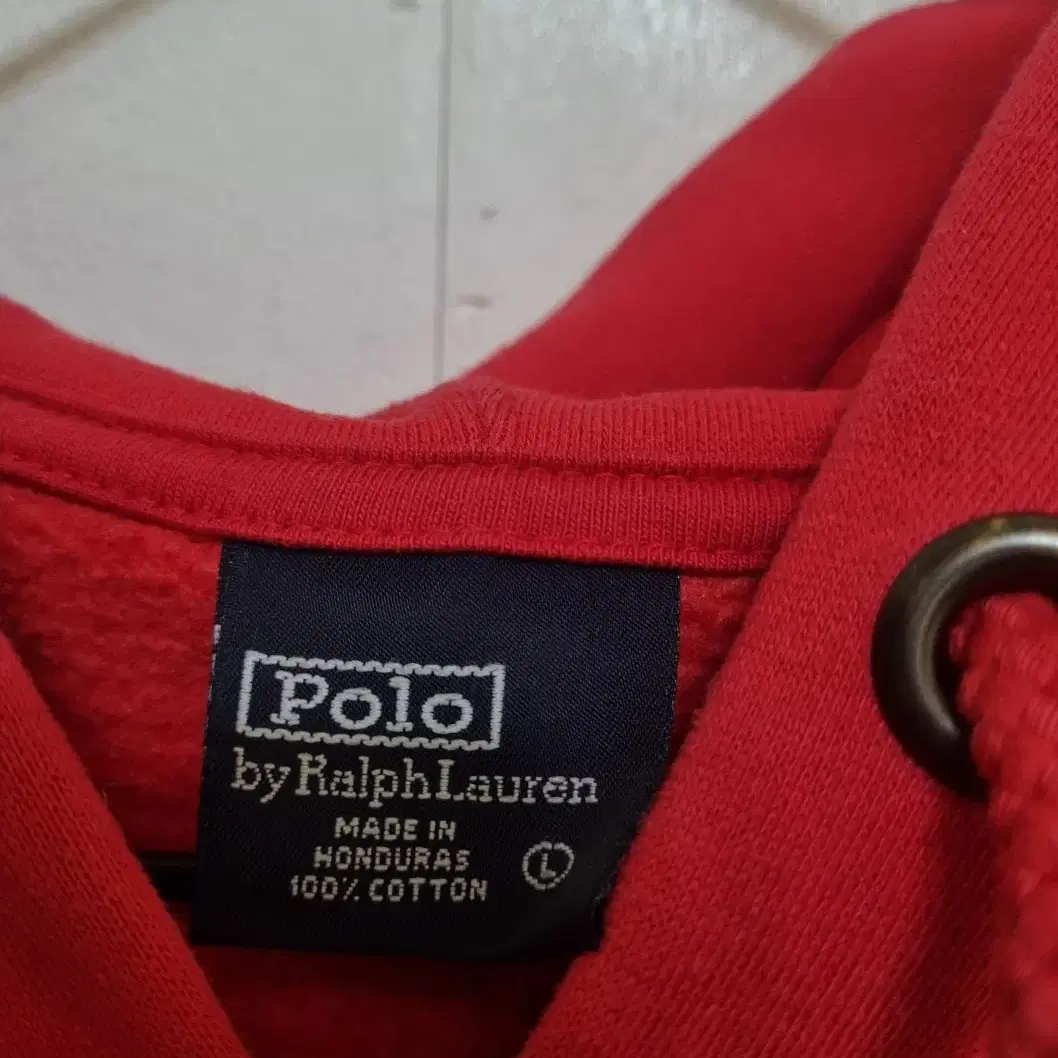 Polo
by Ralph Lauren
MADE IN
HONDURAS
100% COTTON
L